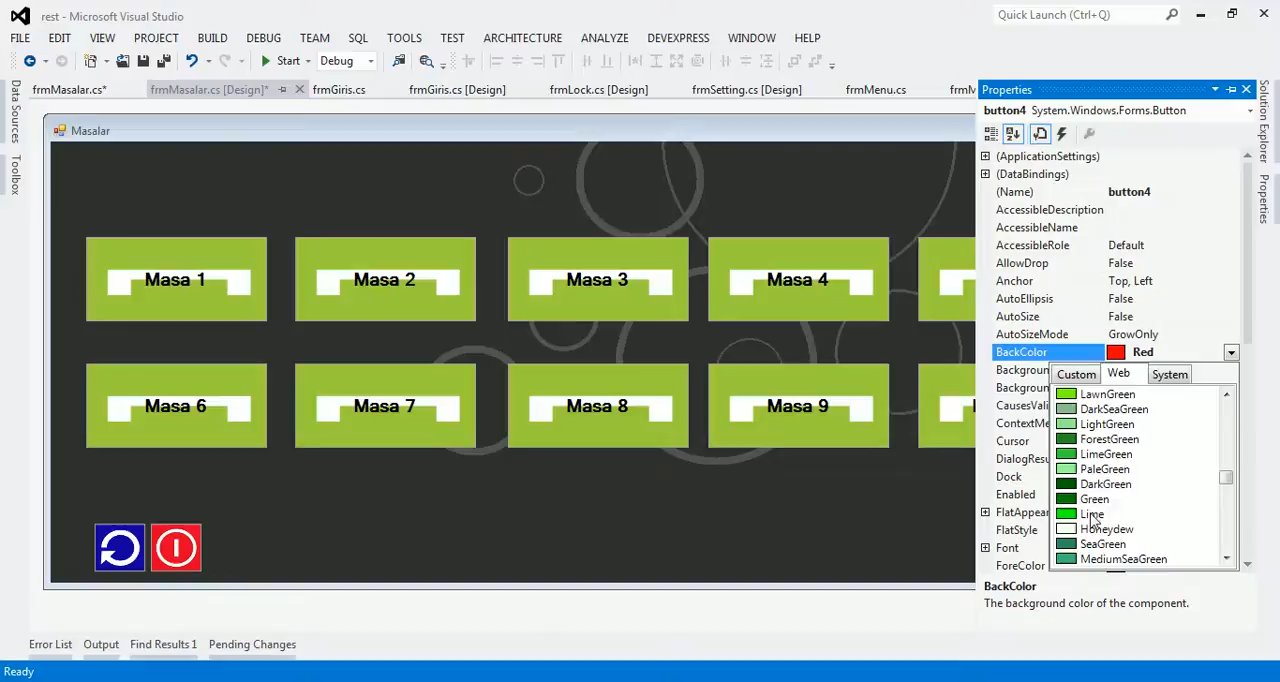 rest - Microsoft Visual Studio
Quick Launch (Ctrl+Q)
FILE EDIT VIEW PROJECT BUILD DEBUG TEAM SQL TOOLS TEST ARCHITECTURE ANALYZE DEVEXPRESS WINDOW HELP
Start Debug
frmMasalar.cs* frmMasalar.cs [Design]* frmGiris.cs frmGiris.cs [Design] frmLock.cs [Design] frmSetting.cs [Design] frmMenu.cs
Data Sources
Toolbox
Masalar
Masa 1 Masa 2 Masa 3 Masa 4
Masa 6 Masa 7 Masa 8 Masa 9
Properties
button4 System.Windows.Forms.Button
(ApplicationSettings)
(DataBindings)
(Name) button4
AccessibleDescription
AccessibleName
AccessibleRole Default
AllowDrop False
Anchor Top, Left
AutoEllipsis False
AutoSize False
AutoSizeMode GrowOnly
BackColor Red
Custom Web System
LawnGreen
DarkSeaGreen
LightGreen
ForestGreen
LimeGreen
PaleGreen
DarkGreen
Green
Lime
Honeydew
SeaGreen
MediumSeaGreen
Backgroun
Backgroun
CausesVali
ContextMe
Cursor
DialogResu
Dock
Enabled
FlatAppear
FlatStyle
Font
ForeColor
BackColor
The background color of the component.
Solution Explorer
Properties
Error List Output Find Results 1 Pending Changes
Ready